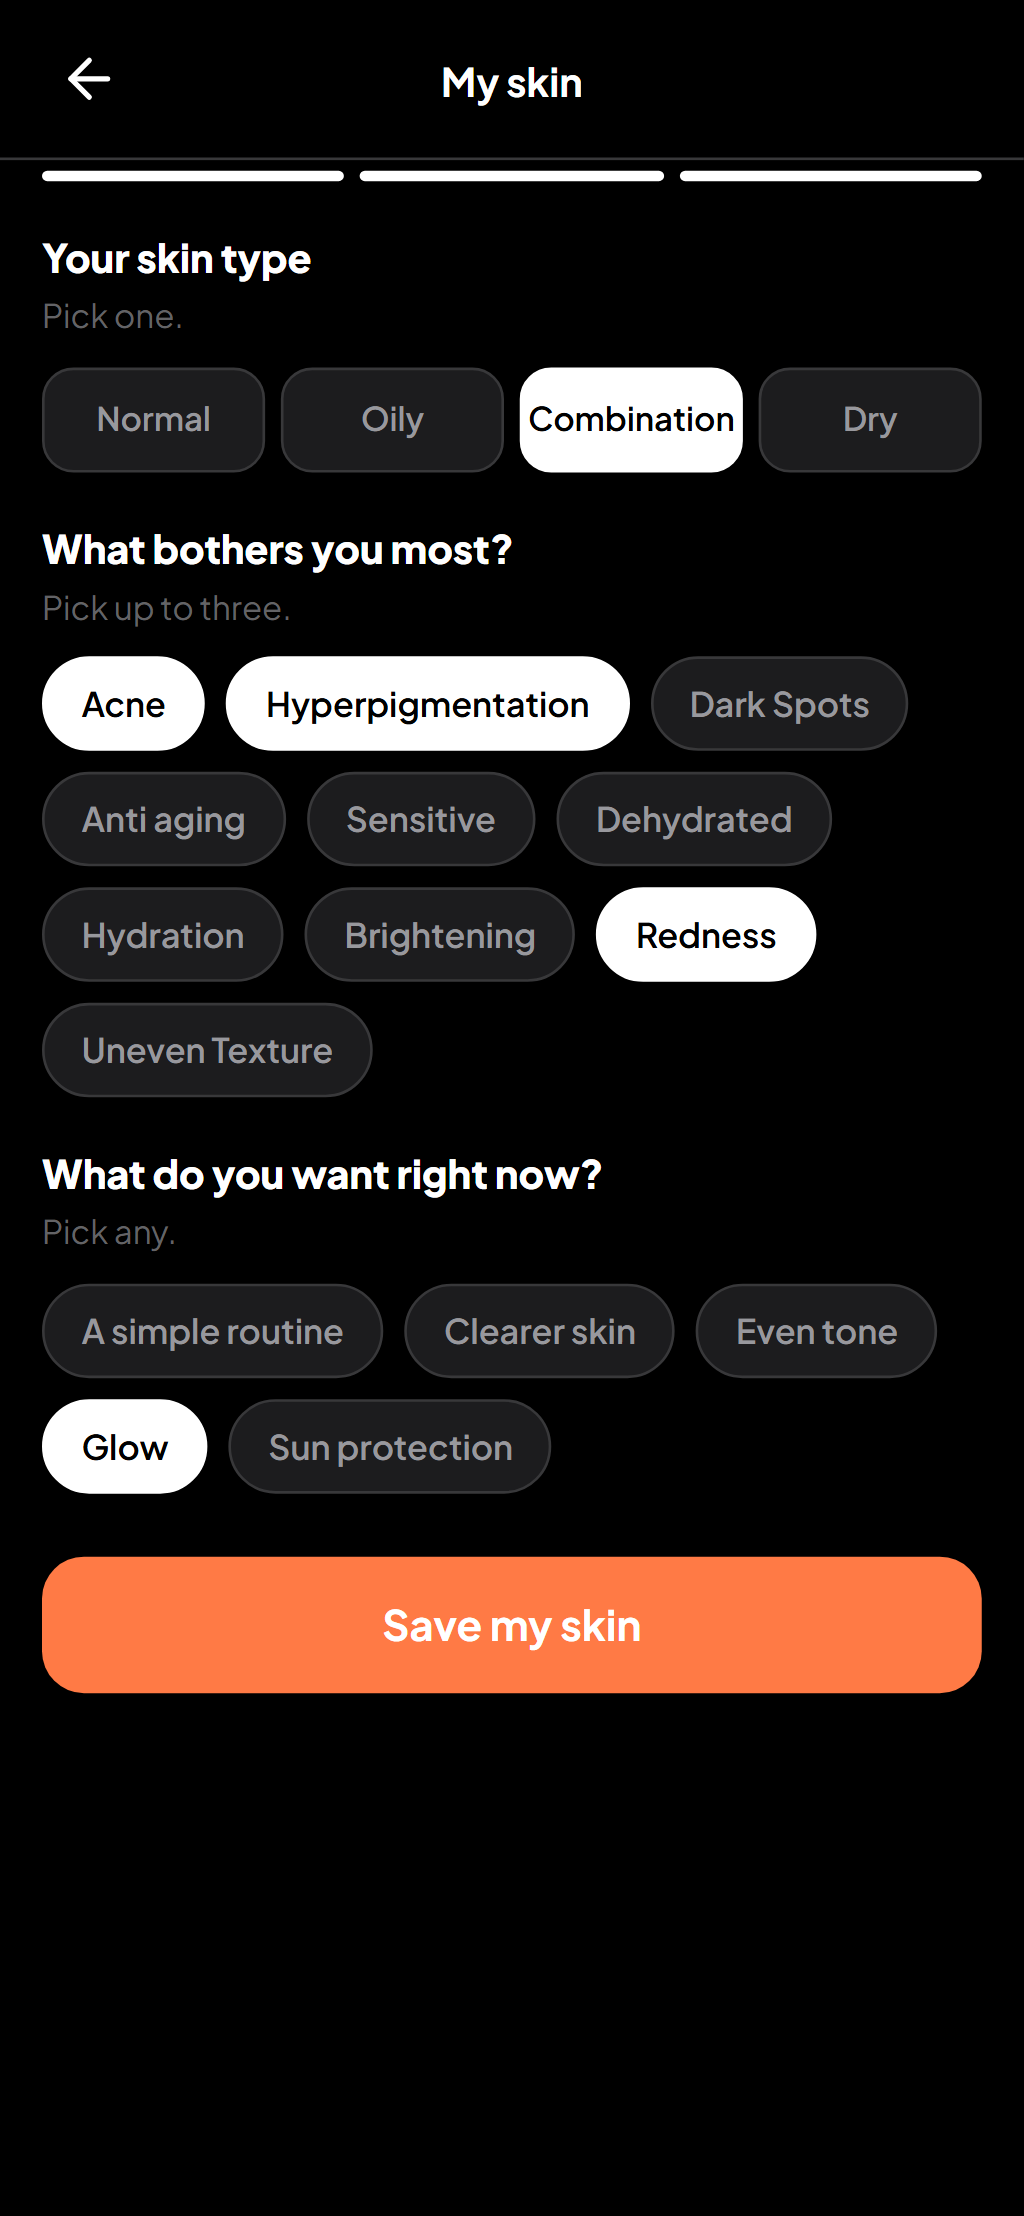 My skin
Your skin type
Pick one.
Normal Oily Combination Dry
What bothers you most?
Pick up to three.
Acne Hyperpigmentation Dark Spots
Anti aging Sensitive Dehydrated
Hydration Brightening Redness
Uneven Texture
What do you want right now?
Pick any.
A simple routine Clearer skin Even tone
Glow Sun protection
Save my skin